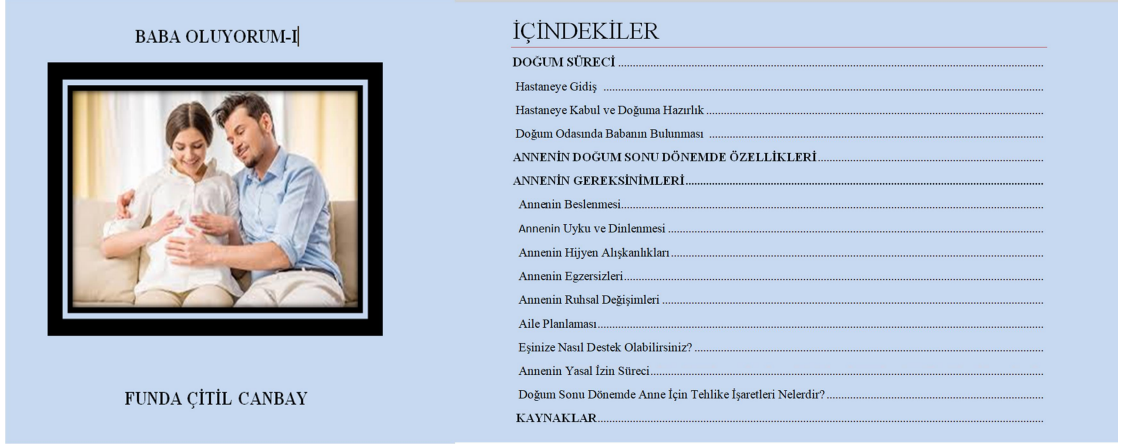 BABA OLUYORUM-I
FUNDA ÇİTİL CANBAY
İÇİNDEKİLER
DOĞUM SÜRECİ ..........
Hastaneye Gidiş ..........
Hastaneye Kabul ve Doğuma Hazırlık ..........
Doğum Odasında Babanın Bulunması ..........
ANNENİN DOĞUM SONU DÖNEMDE ÖZELLİKLERİ..........
ANNENİN GEREKSİNİMLERİ..........
Annenin Beslenmesi..........
Annenin Uyku ve Dinlenmesi ..........
Annenin Hijyen Alışkanlıkları..........
Annenin Egzersizleri..........
Annenin Ruhsal Değişimleri ..........
Aile Planlaması..........
Eşinize Nasıl Destek Olabilirsiniz? ..........
Annenin Yasal İzin Süreci..........
Doğum Sonu Dönemde Anne İçin Tehlike İşaretleri Nelerdir? ..........
KAYNAKLAR..........